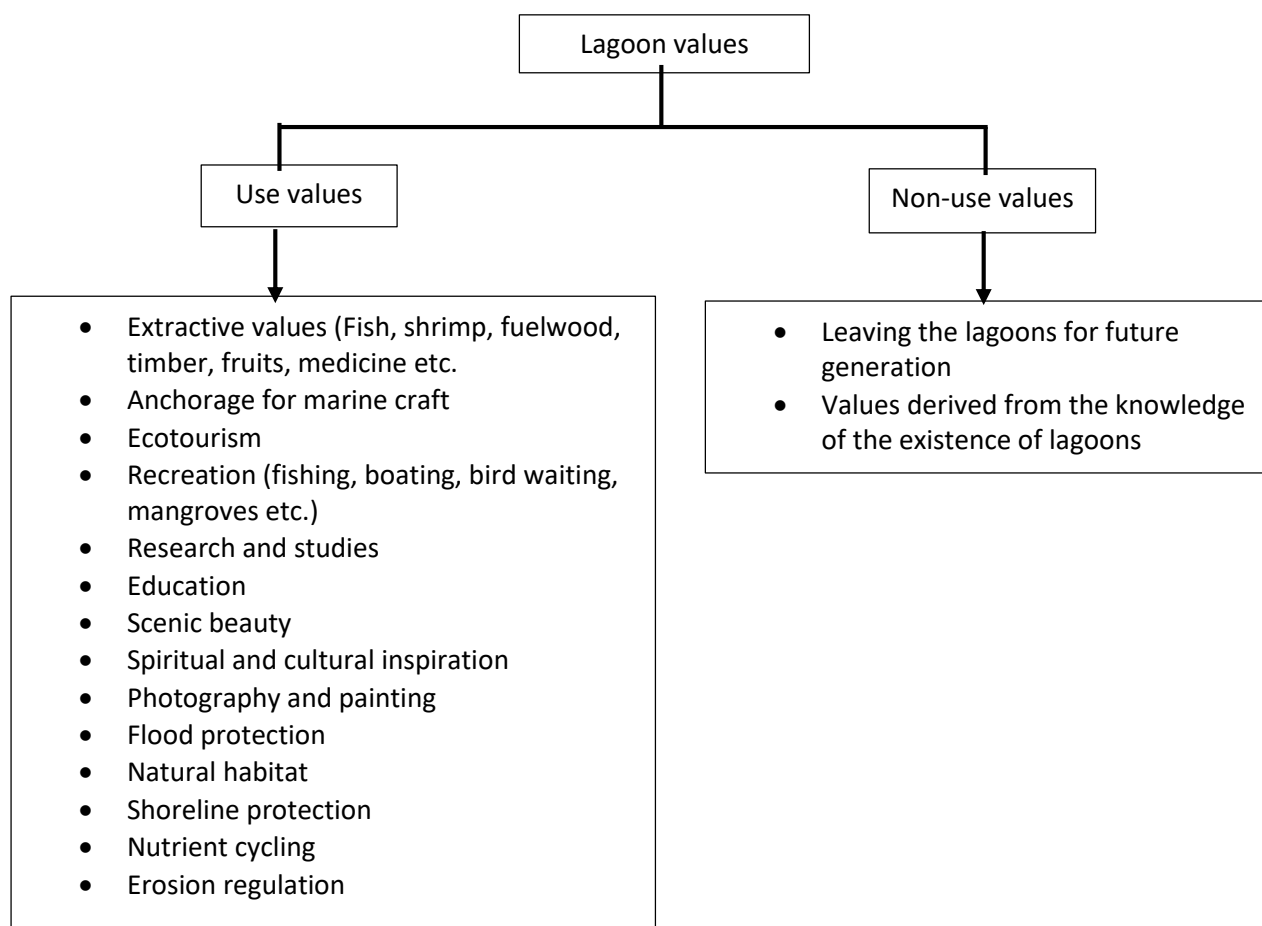 Lagoon values
Use values
Non-use values
• Extractive values (Fish, shrimp, fuelwood,
timber, fruits, medicine etc.
• Anchorage for marine craft
• Ecotourism
• Recreation (fishing, boating, bird waiting,
mangroves etc.)
• Research and studies
• Education
• Scenic beauty
• Spiritual and cultural inspiration
• Photography and painting
• Flood protection
• Natural habitat
• Shoreline protection
• Nutrient cycling
• Erosion regulation
• Leaving the lagoons for future
generation
• Values derived from the knowledge
of the existence of lagoons